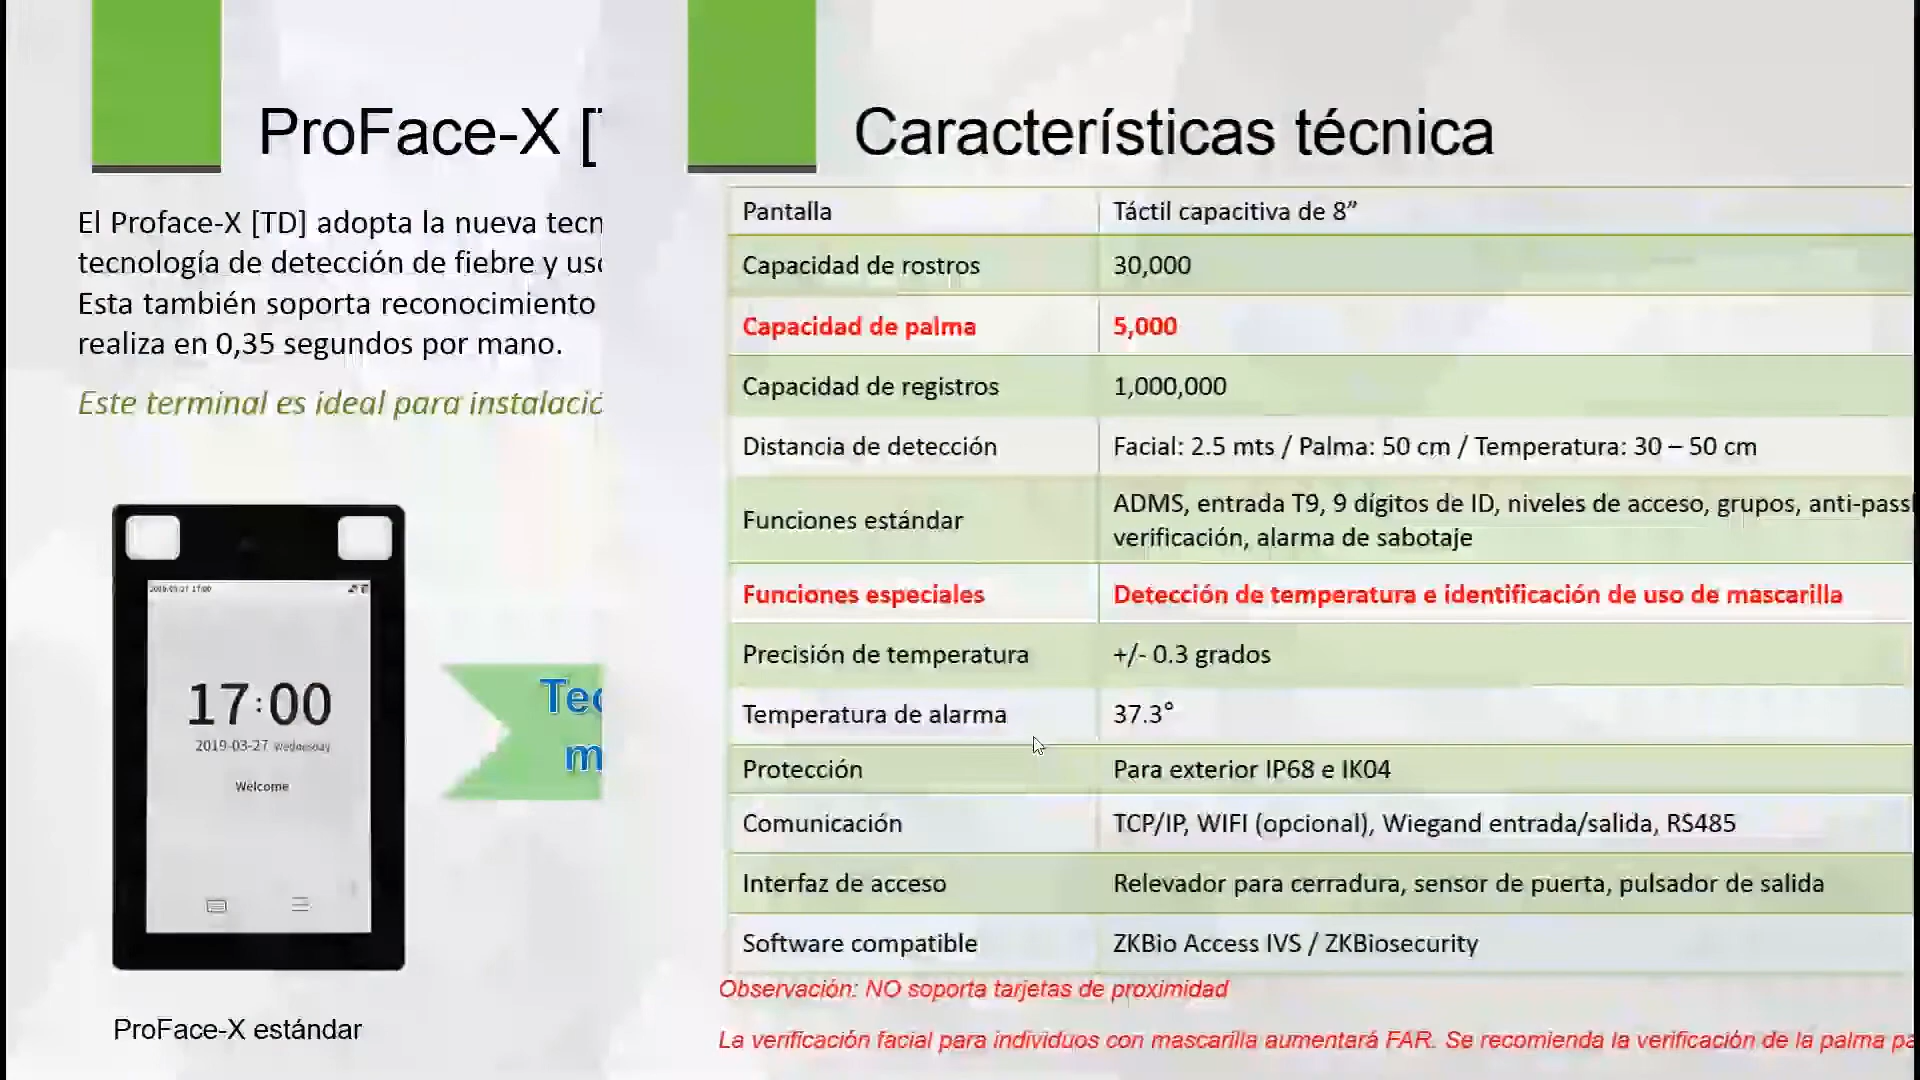 ProFace-X [
El Proface-X [TD] adopta la nueva
tecnología de detección de fiebre y
Esta también soporta reconocimiento
realiza en 0,35 segundos por mano.
Este terminal es ideal para
2019-03-27 17:00
17:00
2019-03-27 Wednesday
Welcome
ProFace-X estándar
Características técnica
Pantalla Táctil capacitiva de 8”
Capacidad de rostros 30,000
Capacidad de palma 5,000
Capacidad de registros 1,000,000
Distancia de detección Facial: 2.5 mts / Palma: 50 cm / Temperatura: 30 – 50 cm
Funciones estándar ADMS, entrada T9, 9 dígitos de ID, niveles de acceso, grupos,
verificación, alarma de sabotaje
Funciones especiales Detección de temperatura e identificación de uso de mascarilla
Precisión de temperatura +/- 0.3 grados
Temperatura de alarma 37.3°
Protección Para exterior IP68 e IK04
Comunicación TCP/IP, WIFI (opcional), Wiegand entrada/salida, RS485
Interfaz de acceso Relevador para cerradura, sensor de puerta, pulsador de salida
Software compatible ZKBio Access IVS / ZKBiosecurity
Observación: NO soporta tarjetas de proximidad
La verificación facial para individuos con mascarilla aumentará FAR. Se recomienda la verificación de la palma